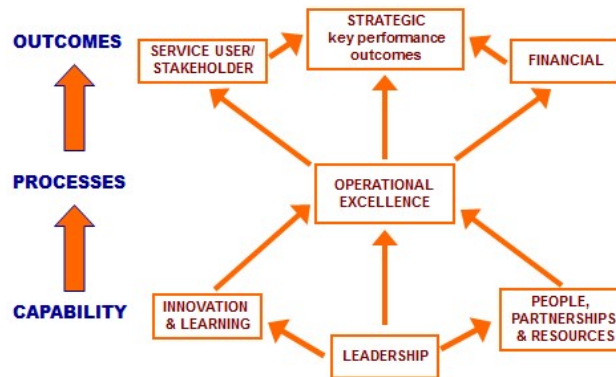 OUTCOMES
SERVICE USER/
STAKEHOLDER
STRATEGIC
key performance
outcomes
FINANCIAL
PROCESSES
OPERATIONAL
EXCELLENCE
CAPABILITY
INNOVATION
& LEARNING
LEADERSHIP
PEOPLE,
PARTNERSHIPS
& RESOURCES